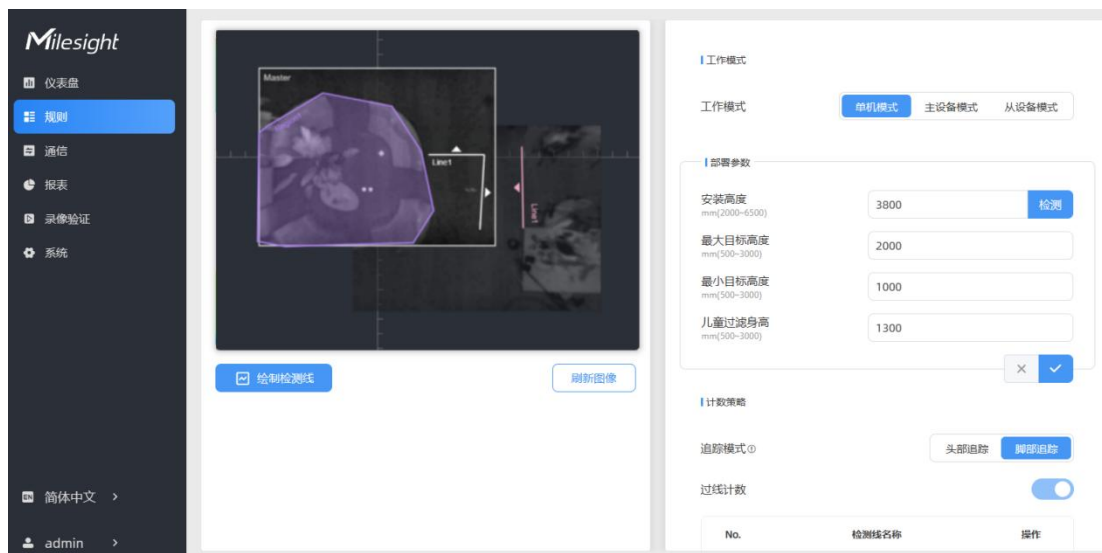 Milesight
仪表盘
规则
通信
报表
录像验证
系统
EN 简体中文 >
admin >
Master
Line1
Line1
绘制检测线
刷新图像
工作模式
工作模式 单机模式 主设备模式 从设备模式
部署参数
安装高度 3800 检测
mm(2000~6500)
最大目标高度 2000
mm(500~3000)
最小目标高度 1000
mm(500~3000)
儿童过滤身高 1300
mm(500~3000)
计数策略
追踪模式 头部追踪 脚部追踪
过线计数
No. 检测线名称 操作